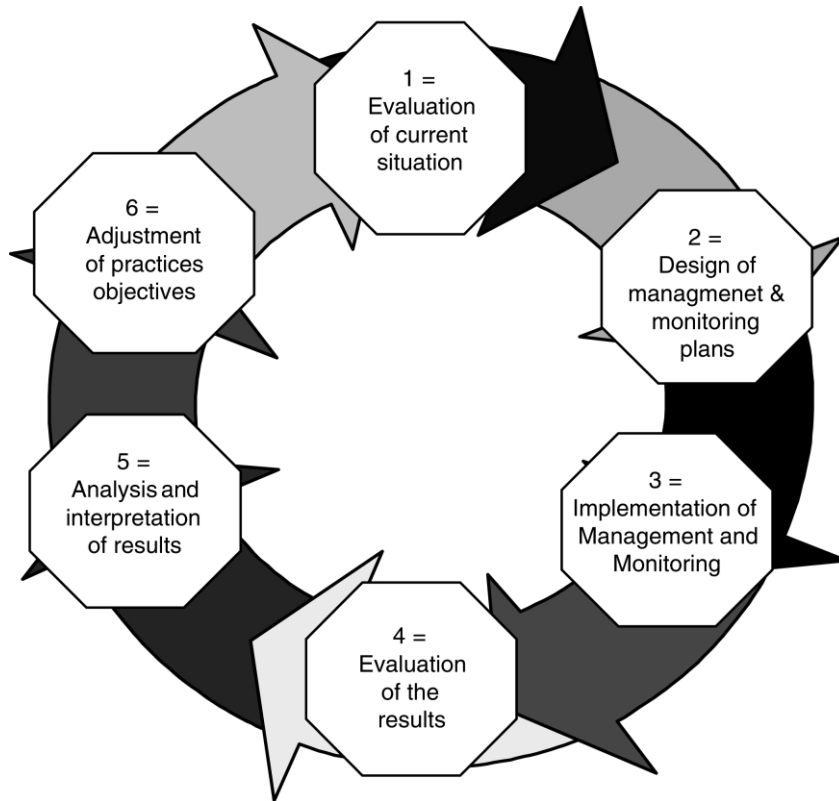 1 =
Evaluation
of current
situation
2 =
Design of
managmenet &
monitoring
plans
3 =
Implementation of
Management and
Monitoring
4 =
Evaluation
of the
results
5 =
Analysis and
interpretation
of results
6 =
Adjustment
of practices
objectives